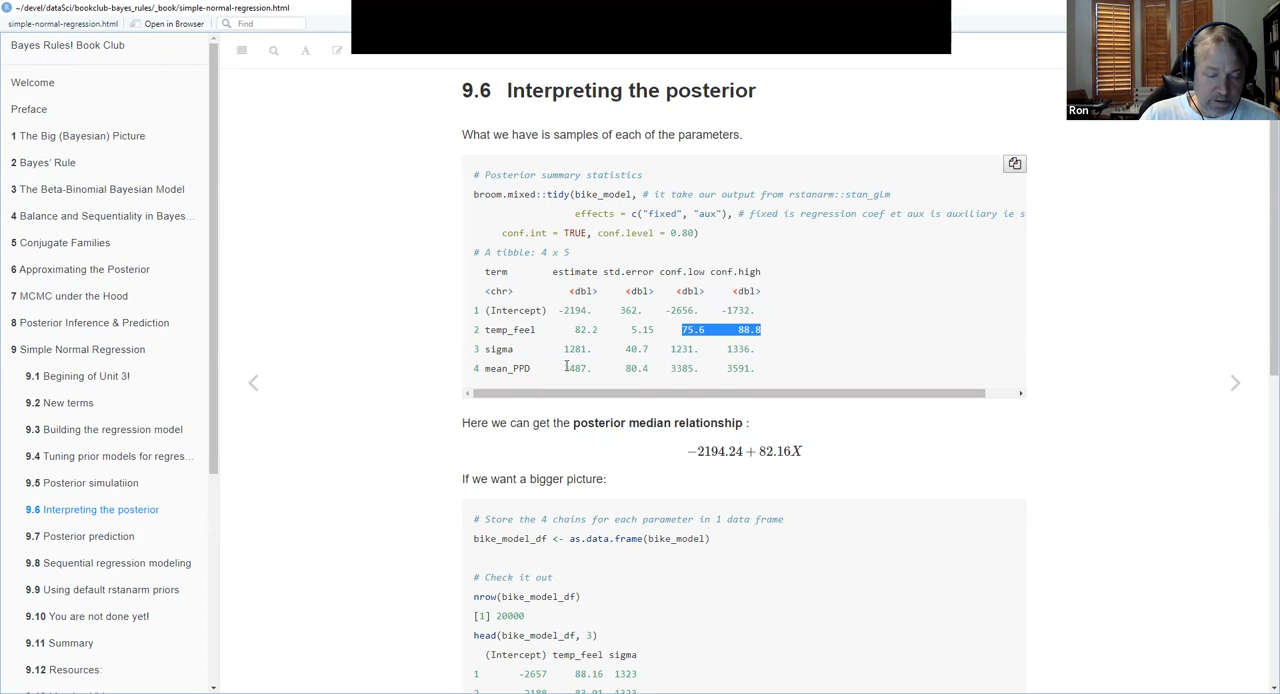 ~/devel/dataSci/bookclub-bayes_rules/_book/simple-normal-regression.html
simple-normal-regression.html
Open in Browser
Find
Bayes Rules! Book Club
Welcome
Preface
1 The Big (Bayesian) Picture
2 Bayes' Rule
3 The Beta-Binomial Bayesian Model
4 Balance and Sequentiality in Bayes...
5 Conjugate Families
6 Approximating the Posterior
7 MCMC under the Hood
8 Posterior Inference & Prediction
9 Simple Normal Regression
9.1 Begining of Unit 3!
9.2 New terms
9.3 Building the regression model
9.4 Tuning prior models for regres...
9.5 Posterior simulatiion
9.6 Interpreting the posterior
9.7 Posterior prediction
9.8 Sequential regression modeling
9.9 Using default rstanarm priors
9.10 You are not done yet!
9.11 Summary
9.12 Resources:
9.6 Interpreting the posterior
What we have is samples of each of the parameters.
# Posterior summary statistics
broom.mixed::tidy(bike_model, # it take our output from rstanarm::stan_glm
effects = c("fixed", "aux"), # fixed is regression coef et aux is auxiliary ie s
conf.int = TRUE, conf.level = 0.80)
# A tibble: 4 x 5
term estimate std.error conf.low conf.high
<chr> <dbl> <dbl> <dbl> <dbl>
1 (Intercept) -2194. 362. -2656. -1732.
2 temp_feel 82.2 5.15 75.6 88.8
3 sigma 1281. 40.7 1231. 1336.
4 mean_PPD 487. 80.4 3385. 3591.
Here we can get the posterior median relationship :
−2194.24 + 82.16X
If we want a bigger picture:
# Store the 4 chains for each parameter in 1 data frame
bike_model_df <- as.data.frame(bike_model)
# Check it out
nrow(bike_model_df)
[1] 20000
head(bike_model_df, 3)
(Intercept) temp_feel sigma
1 -2657 88.16 1323
2 -2188 83.01 1323
Ron